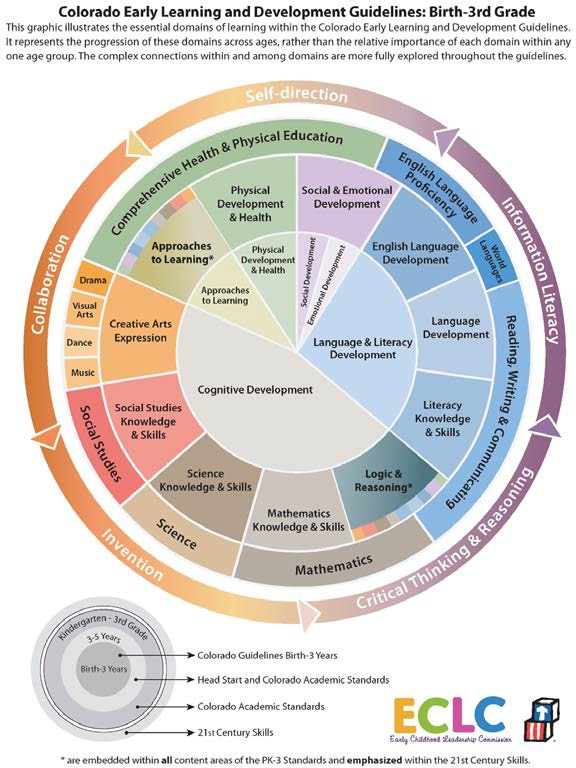 Colorado Early Learning and Development Guidelines: Birth-3rd Grade
This graphic illustrates the essential domains of learning within the Colorado Early Learning and Development Guidelines.
It represents the progression of these domains across ages, rather than the relative importance of each domain within any
one age group. The complex connections within and among domains are more fully explored throughout the guidelines.
Self-direction
Information Literacy
Critical Thinking & Reasoning
Invention
Collaboration
Comprehensive Health & Physical Education
English Language
Proficiency
World
Languages
Reading, Writing & Communicating
Mathematics
Science
Social Studies
Music
Dance
Visual
Arts
Drama
Physical
Development
& Health
Social & Emotional
Development
English Language
Development
Language
Development
Literacy
Knowledge
& Skills
Logic &
Reasoning*
Mathematics
Knowledge & Skills
Science
Knowledge & Skills
Social Studies
Knowledge
& Skills
Creative Arts
Expression
Approaches
to Learning*
Physical
Development
& Health
Social Development
Emotional Development
Language & Literacy
Development
Cognitive Development
Approaches
to Learning
Kindergarten - 3rd Grade
3-5 Years
Birth-3 Years
Colorado Guidelines Birth-3 Years
Head Start and Colorado Academic Standards
Colorado Academic Standards
21st Century Skills
ECLC
Early Childhood Leadership Commission
* are embedded within all content areas of the PK-3 Standards and emphasized within the 21st Century Skills.